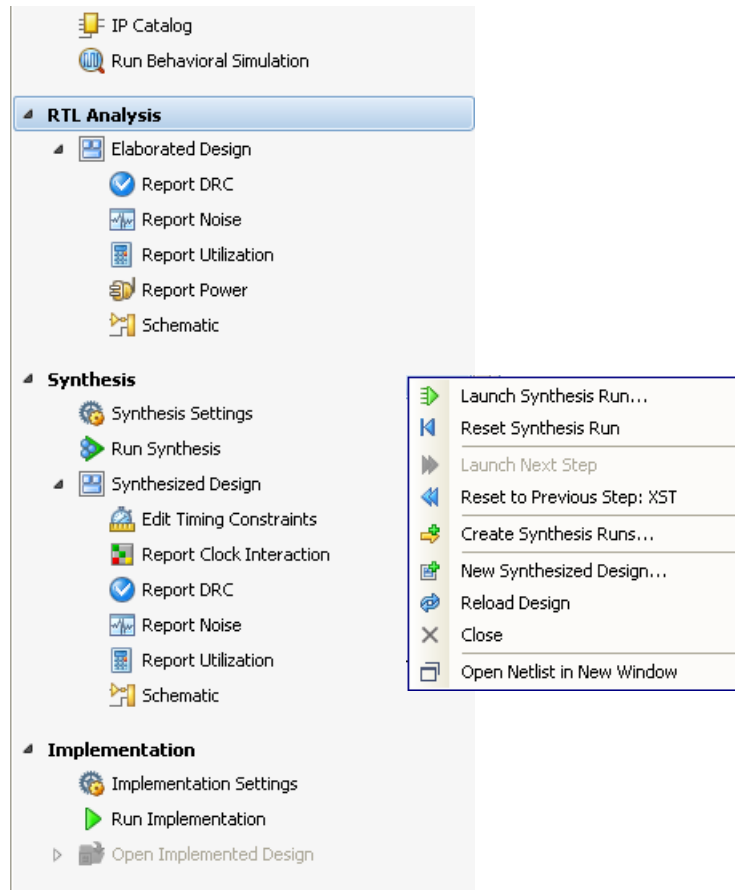 IP Catalog
Run Behavioral Simulation
RTL Analysis
Elaborated Design
Report DRC
Report Noise
Report Utilization
Report Power
Schematic
Synthesis
Synthesis Settings
Run Synthesis
Synthesized Design
Edit Timing Constraints
Report Clock Interaction
Report DRC
Report Noise
Report Utilization
Schematic
Implementation
Implementation Settings
Run Implementation
Open Implemented Design
Launch Synthesis Run...
Reset Synthesis Run
Launch Next Step
Reset to Previous Step: XST
Create Synthesis Runs...
New Synthesized Design...
Reload Design
Close
Open Netlist in New Window